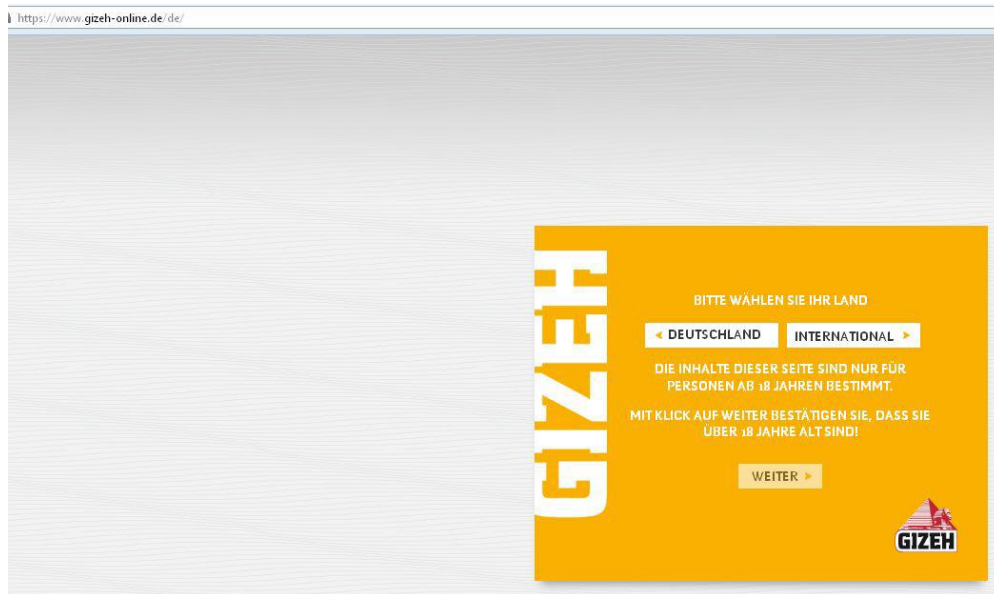 https://www.gizeh-online.de/de/
GIZEH
BITTE WÄHLEN SIE IHR LAND
DEUTSCHLAND
INTERNATIONAL
DIE INHALTE DIESER SEITE SIND NUR FÜR
PERSONEN AB 18 JAHREN BESTIMMT.
MIT KLICK AUF WEITER BESTÄTIGEN SIE, DASS SIE
ÜBER 18 JAHRE ALT SIND!
WEITER
GIZEH